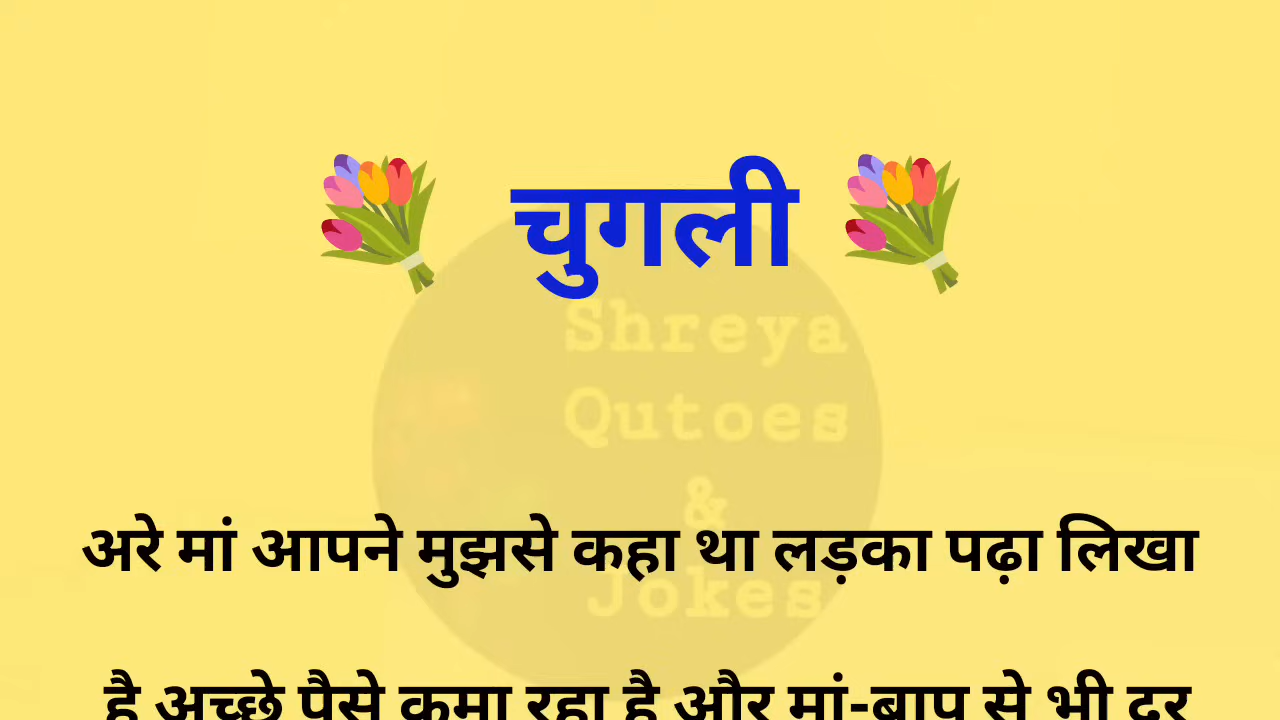 चुगली
Shreya
Qutoes
&
Jokes
अरे मां आपने मुझसे कहा था लड़का पढ़ा लिखा
है अच्छे पैसे कमा रहा है और मां-बाप से भी दूर